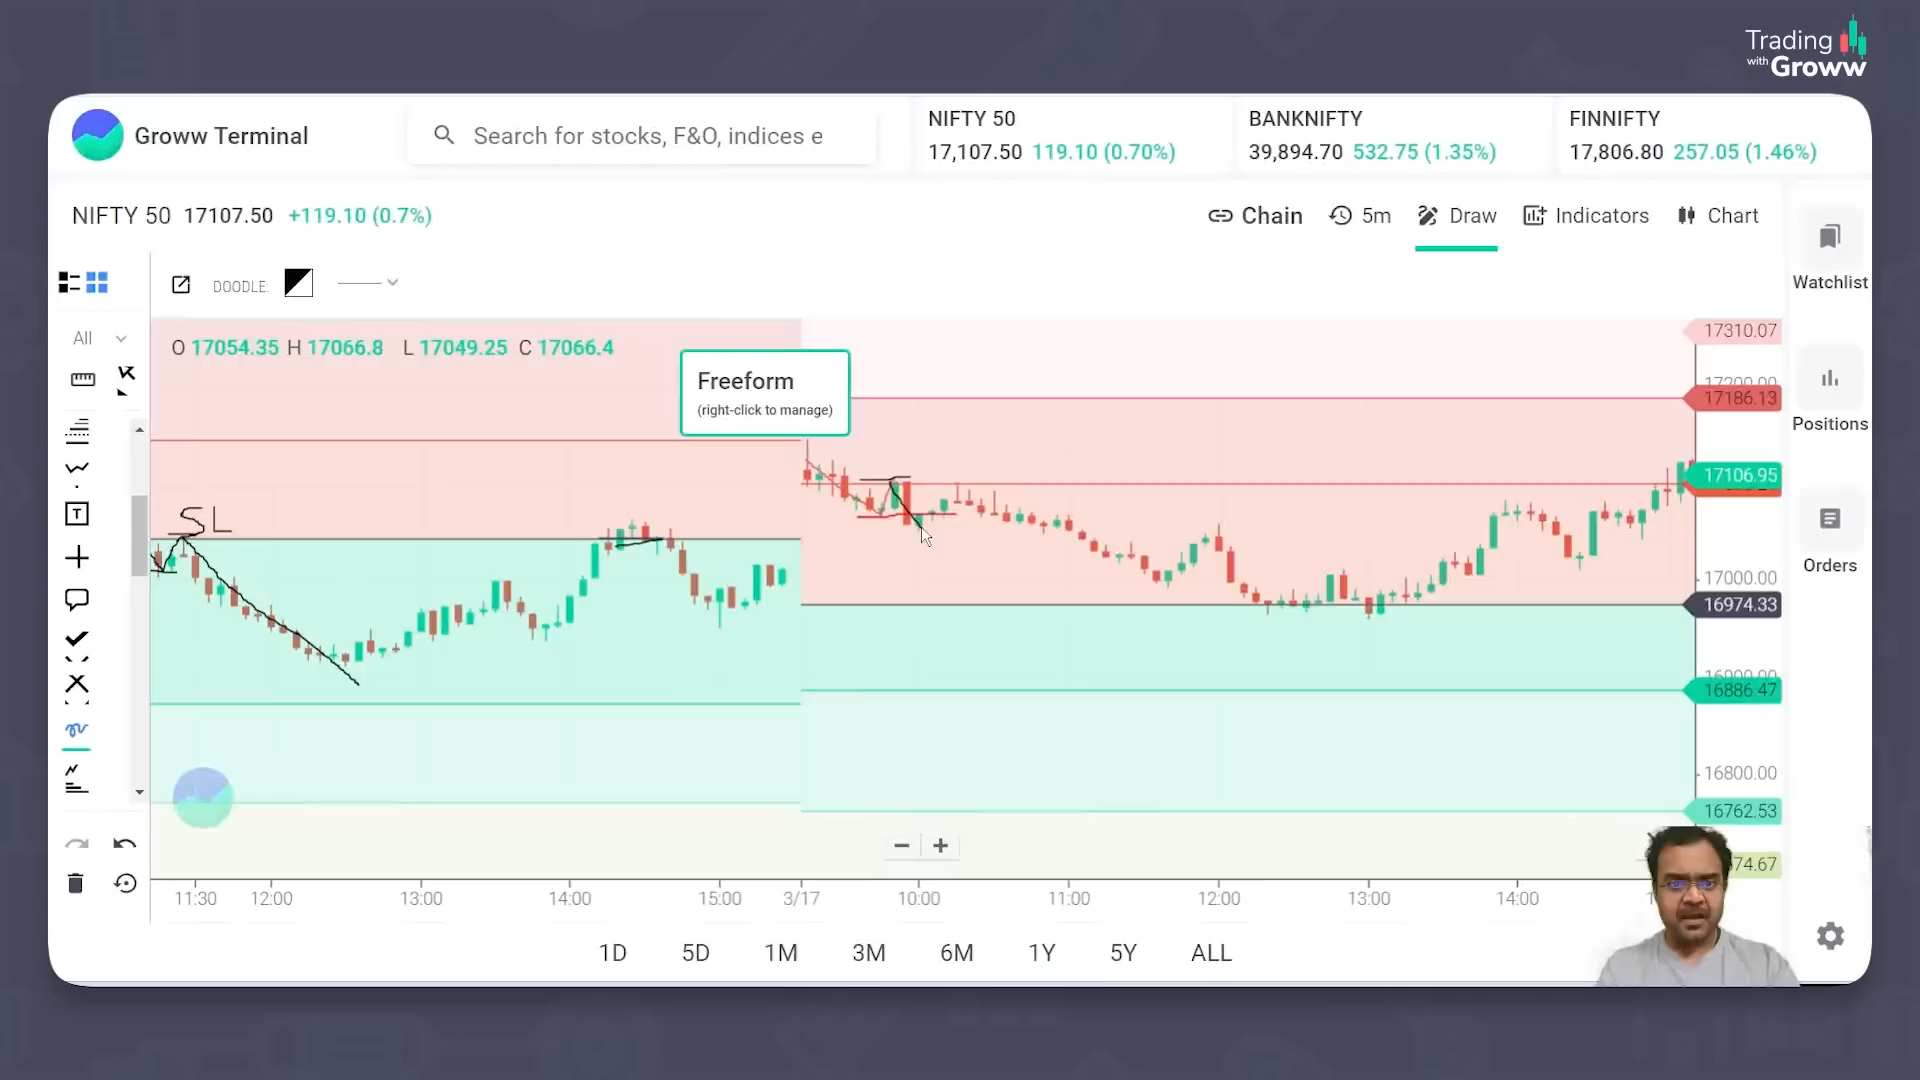 Trading
with Groww
Groww Terminal
Search for stocks, F&O, indices e
NIFTY 50
17,107.50 119.10 (0.70%)
BANKNIFTY
39,894.70 532.75 (1.35%)
FINNIFTY
17,806.80 257.05 (1.46%)
NIFTY 50 17107.50 +119.10 (0.7%)
Chain
5m
Draw
Indicators
Chart
Watchlist
DOODLE:
All
O 17054.35 H 17066.8 L 17049.25 C 17066.4
Freeform
(right-click to manage)
17310.07
17200.00
17186.13
Positions
17106.95
SL
T
Orders
17000.00
16974.33
16886.47
16800.00
16762.53
74.67
11:30 12:00 13:00 14:00 15:00 3/17 10:00 11:00 12:00 13:00 14:00
1D 5D 1M 3M 6M 1Y 5Y ALL